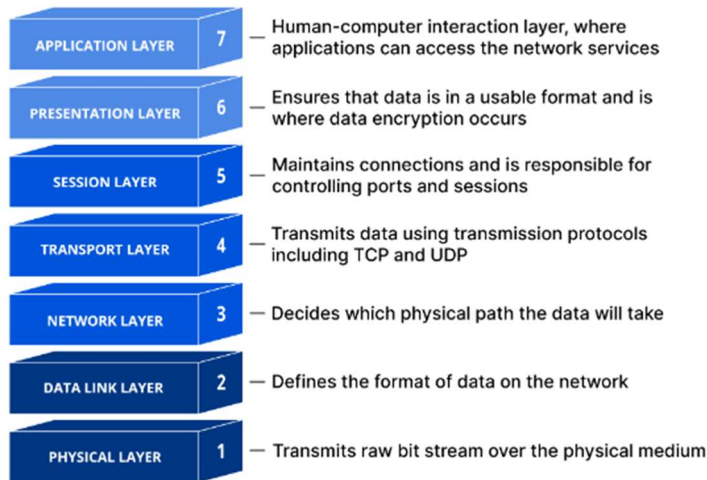 APPLICATION LAYER 7 — Human-computer interaction layer, where
applications can access the network services
PRESENTATION LAYER 6 — Ensures that data is in a usable format and is
where data encryption occurs
SESSION LAYER 5 — Maintains connections and is responsible for
controlling ports and sessions
TRANSPORT LAYER 4 — Transmits data using transmission protocols
including TCP and UDP
NETWORK LAYER 3 — Decides which physical path the data will take
DATA LINK LAYER 2 — Defines the format of data on the network
PHYSICAL LAYER 1 — Transmits raw bit stream over the physical medium